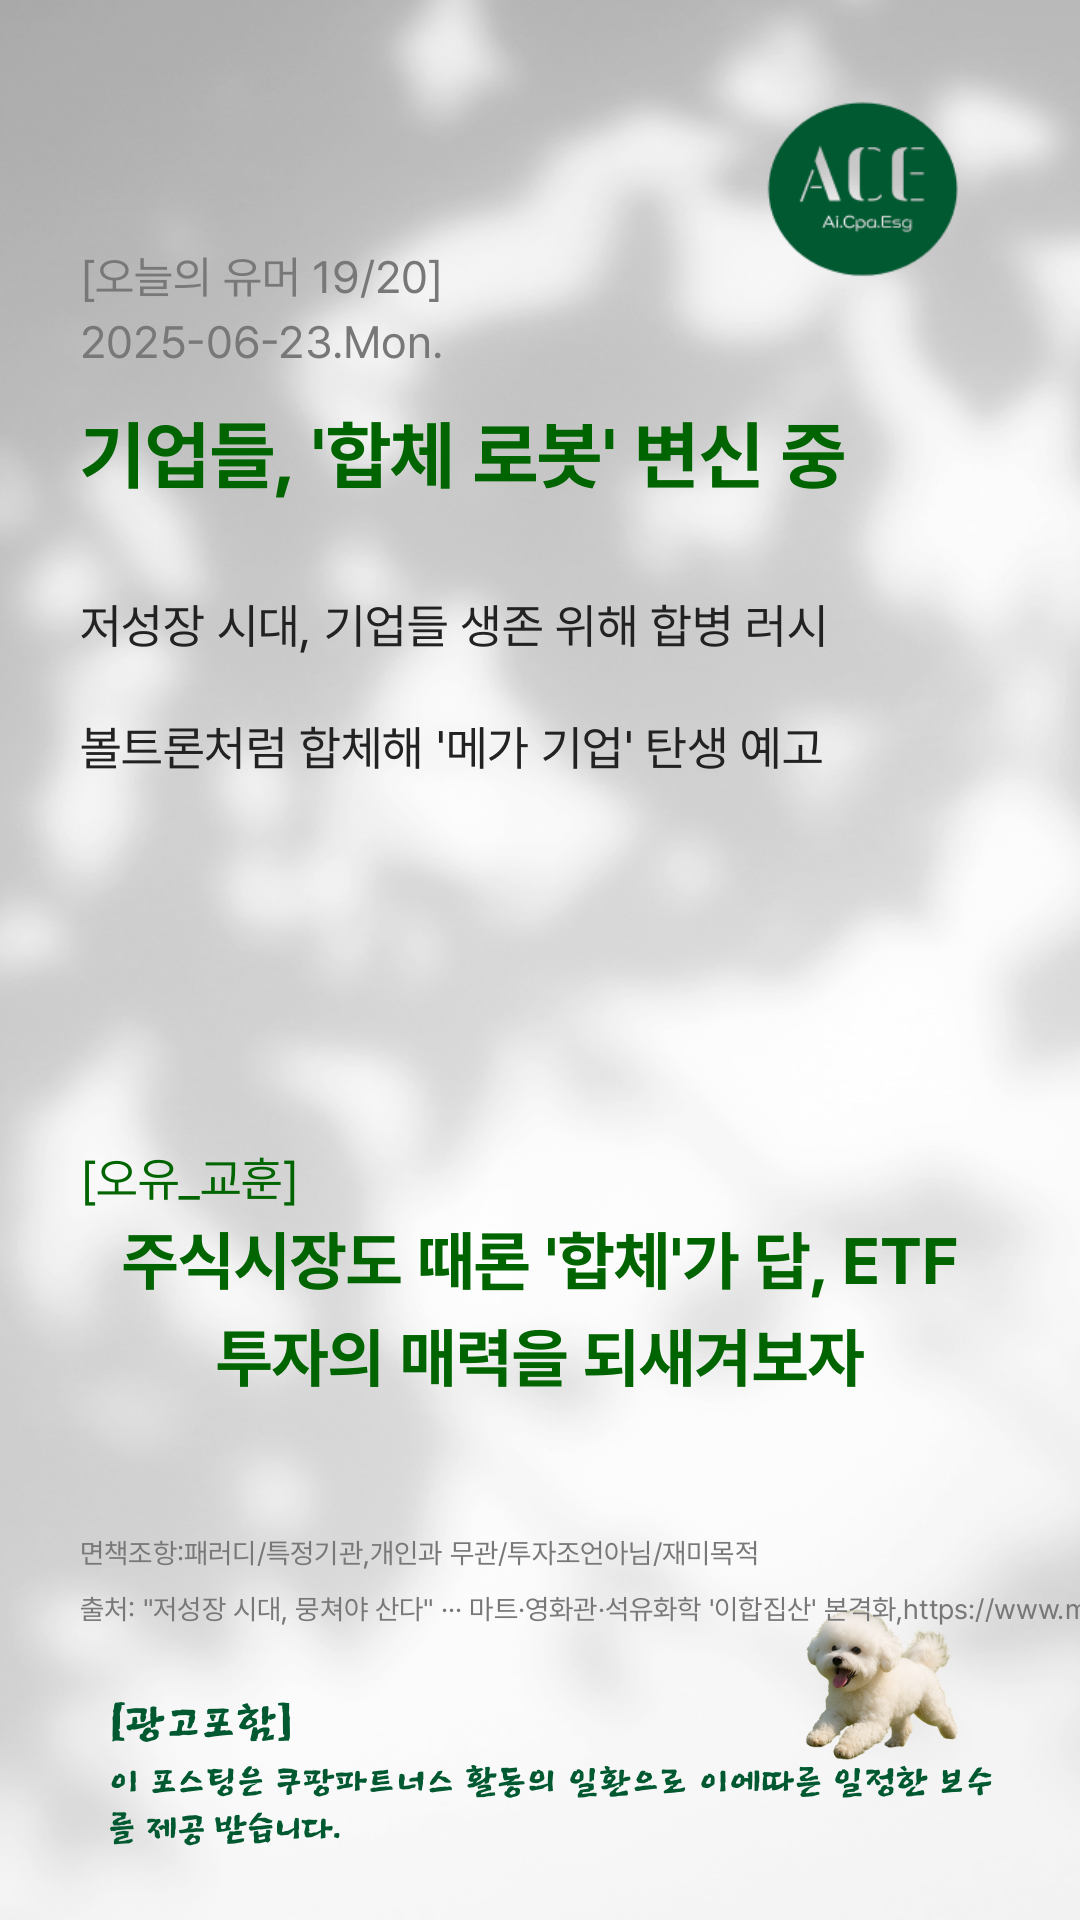 ACE
Ai.Cpa.Esg
[오늘의 유머 19/20]
2025-06-23.Mon.
기업들, '합체 로봇' 변신 중
저성장 시대, 기업들 생존 위해 합병 러시
볼트론처럼 합체해 '메가 기업' 탄생 예고
[오유_교훈]
주식시장도 때론 '합체'가 답, ETF
투자의 매력을 되새겨보자
면책조항:패러디/특정기관,개인과 무관/투자조언아님/재미목적
출처: "저성장 시대, 뭉쳐야 산다" ··· 마트·영화관·석유화학 '이합집산' 본격화,https://www.m
[광고포함]
이 포스팅은 쿠팡파트너스 활동의 일환으로 이에따른 일정한 보수
를 제공 받습니다.